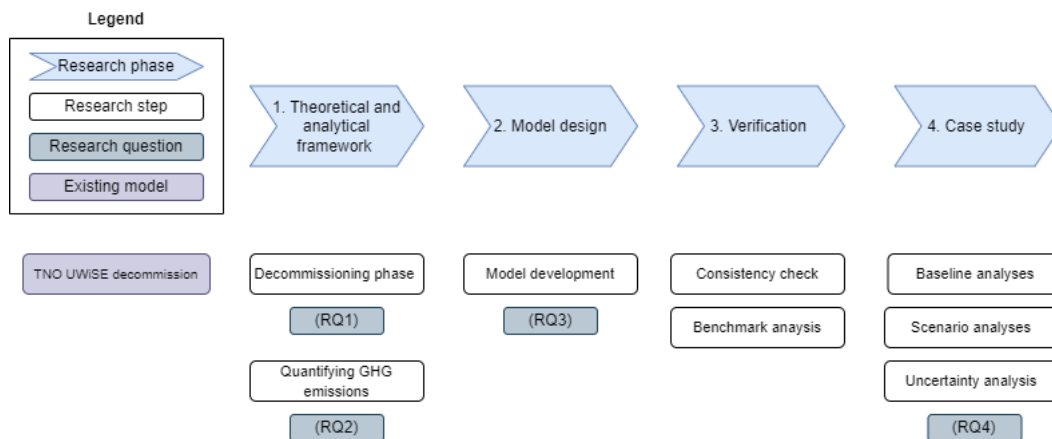 Legend
Research phase
Research step
Research question
Existing model
1. Theoretical and
analytical
framework
2. Model design
3. Verification
4. Case study
TNO UWiSE decommission
Decommissioning phase
(RQ1)
Quantifying GHG
emissions
(RQ2)
Model development
(RQ3)
Consistency check
Benchmark anaysis
Baseline analyses
Scenario analyses
Uncertainty analysis
(RQ4)